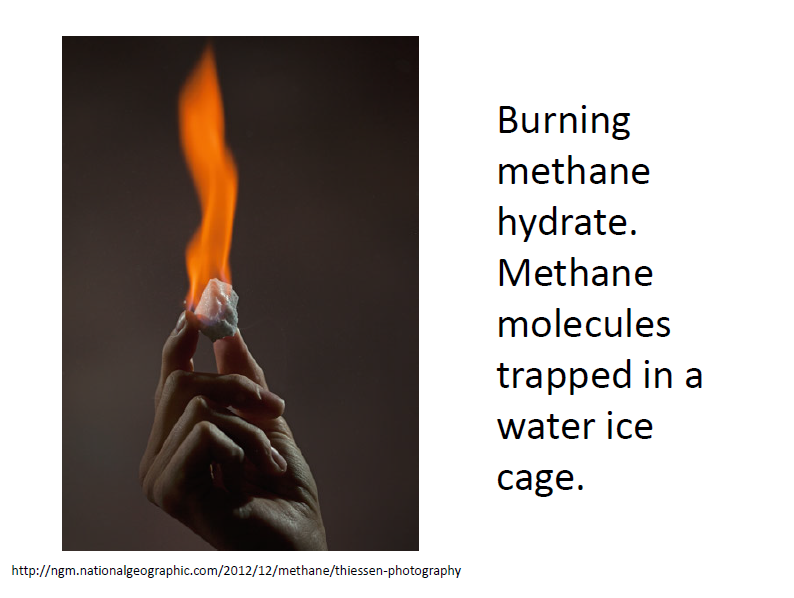 Burning
methane
hydrate.
Methane
molecules
trapped in a
water ice
cage.
http://ngm.nationalgeographic.com/2012/12/methane/thiessen-photography